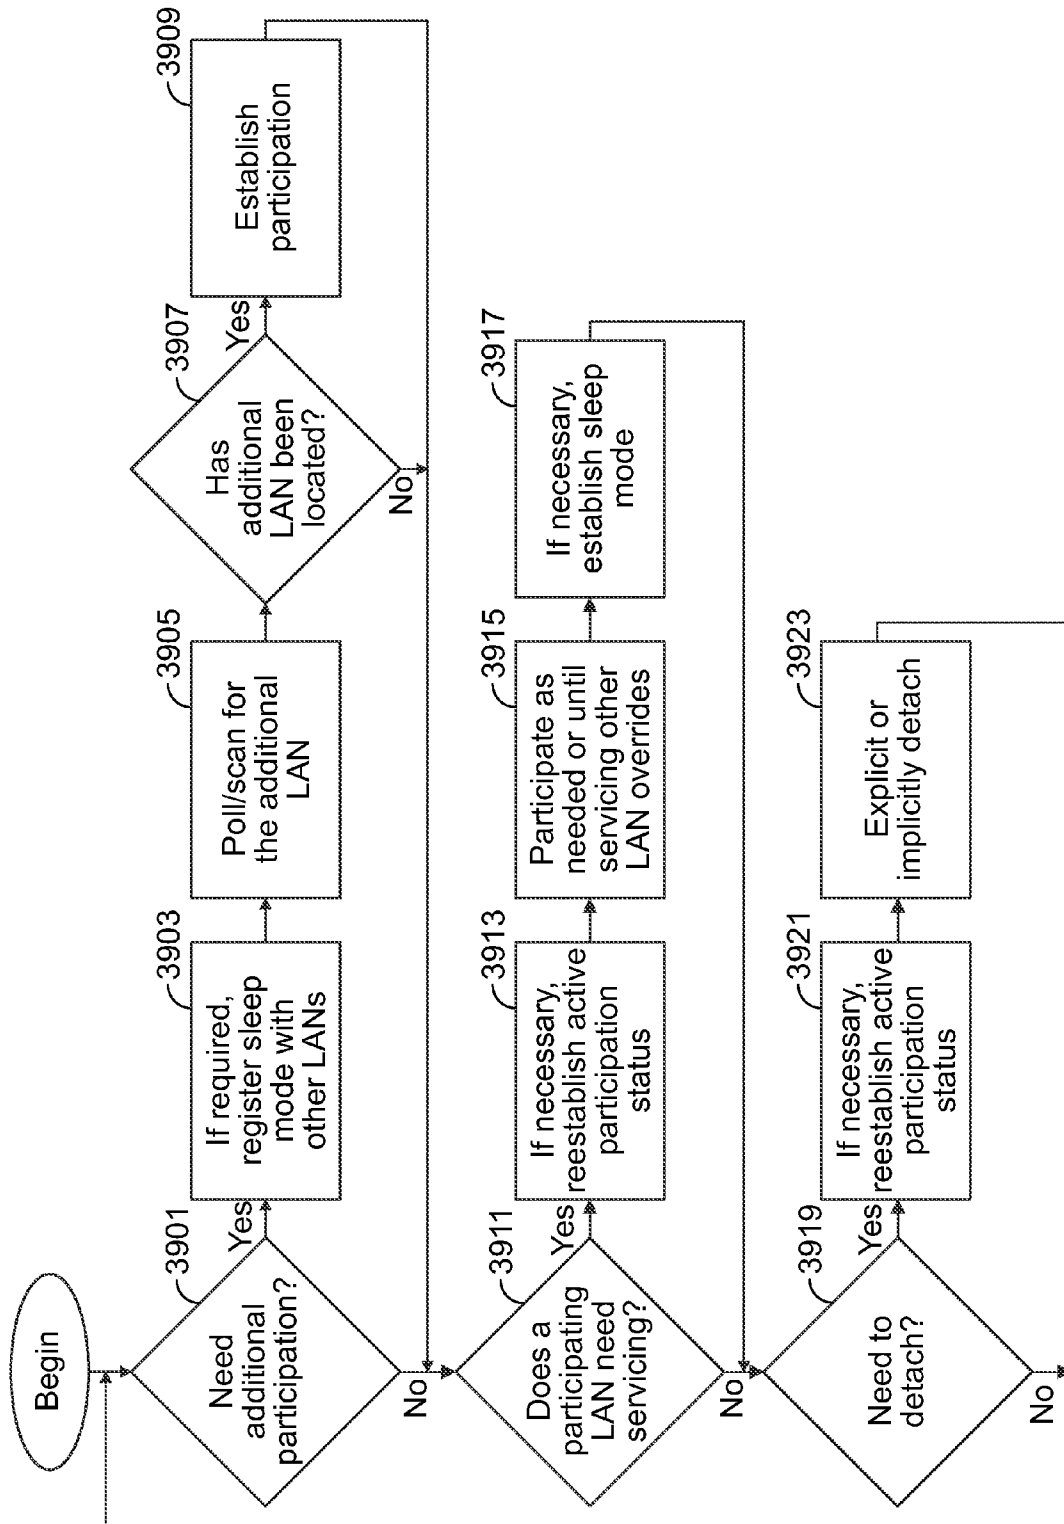 Begin
3901
Need
additional
participation?
Yes
No
3903
If required,
register sleep
mode with
other LANs
3905
Poll/scan for
the additional
LAN
3907
Has
additional
LAN been
located?
Yes
No
3909
Establish
participation
3911
Does a
participating
LAN need
servicing?
Yes
No
3913
If necessary,
reestablish active
participation
status
3915
Participate as
needed or until
servicing other
LAN overrides
3917
If necessary,
establish sleep
mode
3919
Need to
detach?
Yes
No
3921
If necessary,
reestablish active
participation
status
3923
Explicit or
implicitly detach